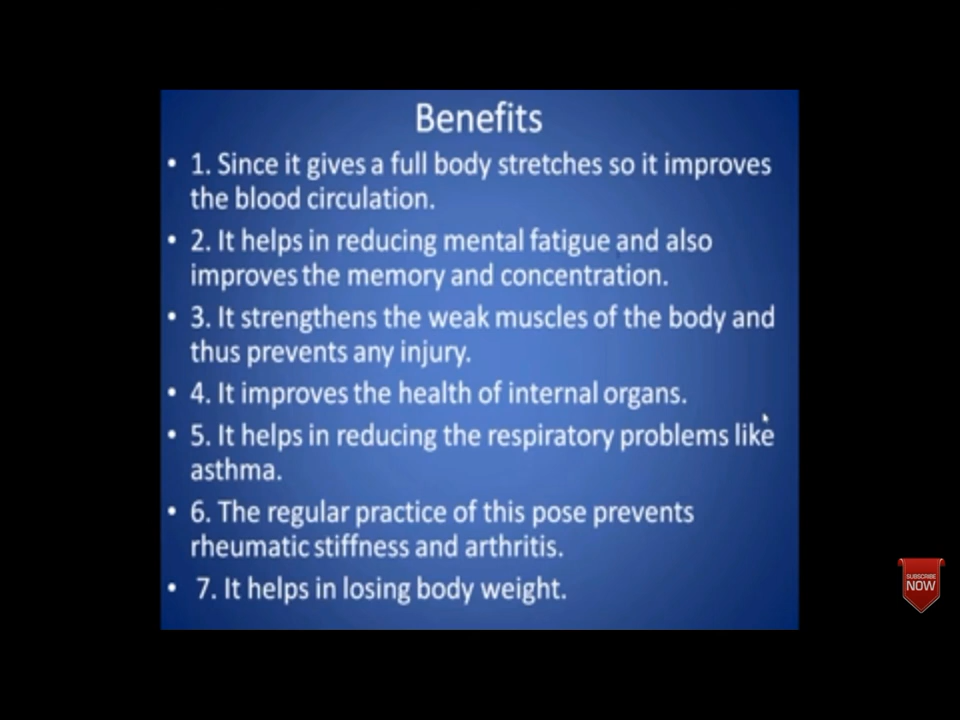 Benefits
• 1. Since it gives a full body stretches so it improves
the blood circulation.
• 2. It helps in reducing mental fatigue and also
improves the memory and concentration.
• 3. It strengthens the weak muscles of the body and
thus prevents any injury.
• 4. It improves the health of internal organs.
• 5. It helps in reducing the respiratory problems like
asthma.
• 6. The regular practice of this pose prevents
rheumatic stiffness and arthritis.
• 7. It helps in losing body weight.
SUBSCRIBE
NOW